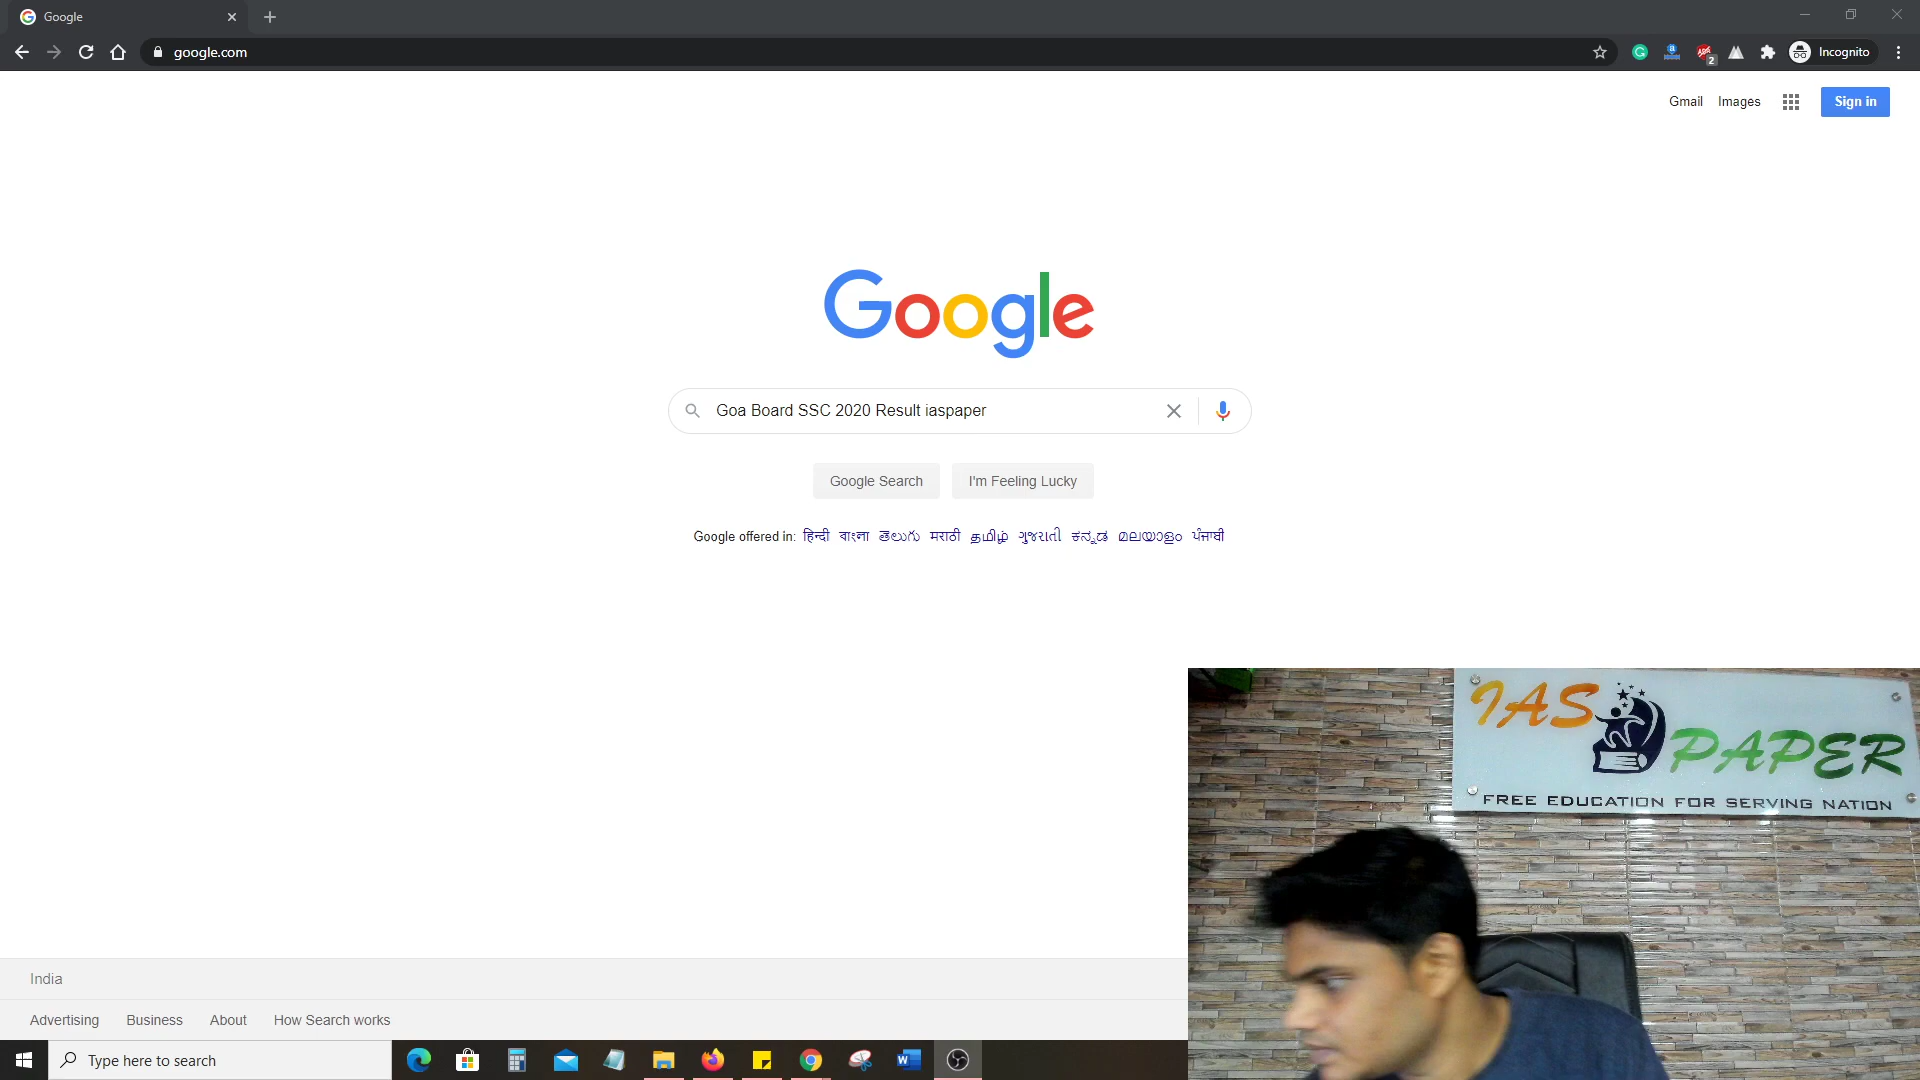 Google
google.com
2
Incognito
Gmail Images Sign in
Google
Goa Board SSC 2020 Result iaspaper
Google Search I'm Feeling Lucky
Google offered in: हिन्दी বাংলা తెలుగు मराठी தமிழ் ગુજરાતી ಕನ್ನಡ മലയാളം ਪੰਜਾਬੀ
IAS
PAPER
FREE EDUCATION FOR SERVING NATION
India
Advertising Business About How Search works
Type here to search